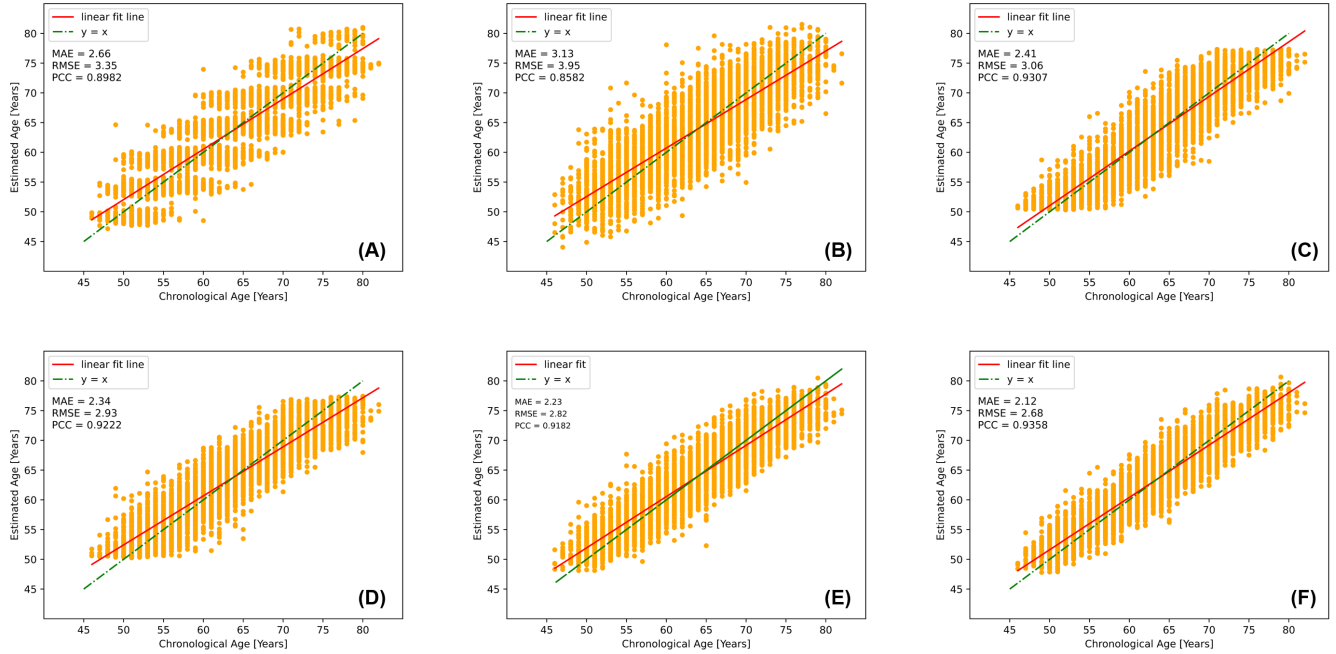 linear fit line
y = x
MAE = 2.66
RMSE = 3.35
PCC = 0.8982
80
75
70
65
60
55
50
45
Estimated Age [Years]
(A)
45 50 55 60 65 70 75 80
Chronological Age [Years]
linear fit line
y = x
MAE = 3.13
RMSE = 3.95
PCC = 0.8582
80
75
70
65
60
55
50
45
Estimated Age [Years]
(B)
45 50 55 60 65 70 75 80
Chronological Age [Years]
linear fit line
y = x
MAE = 2.41
RMSE = 3.06
PCC = 0.9307
80
75
70
65
60
55
50
45
Estimated Age [Years]
(C)
45 50 55 60 65 70 75 80
Chronological Age [Years]
linear fit line
y = x
MAE = 2.34
RMSE = 2.93
PCC = 0.9222
80
75
70
65
60
55
50
45
Estimated Age [Years]
(D)
45 50 55 60 65 70 75 80
Chronological Age [Years]
linear fit
y = x
MAE = 2.23
RMSE = 2.82
PCC = 0.9182
80
75
70
65
60
55
50
45
Estimated Age [Years]
(E)
45 50 55 60 65 70 75 80
Chronological Age [Years]
linear fit line
y = x
MAE = 2.12
RMSE = 2.68
PCC = 0.9358
80
75
70
65
60
55
50
45
Estimated Age [Years]
(F)
45 50 55 60 65 70 75 80
Chronological Age [Years]